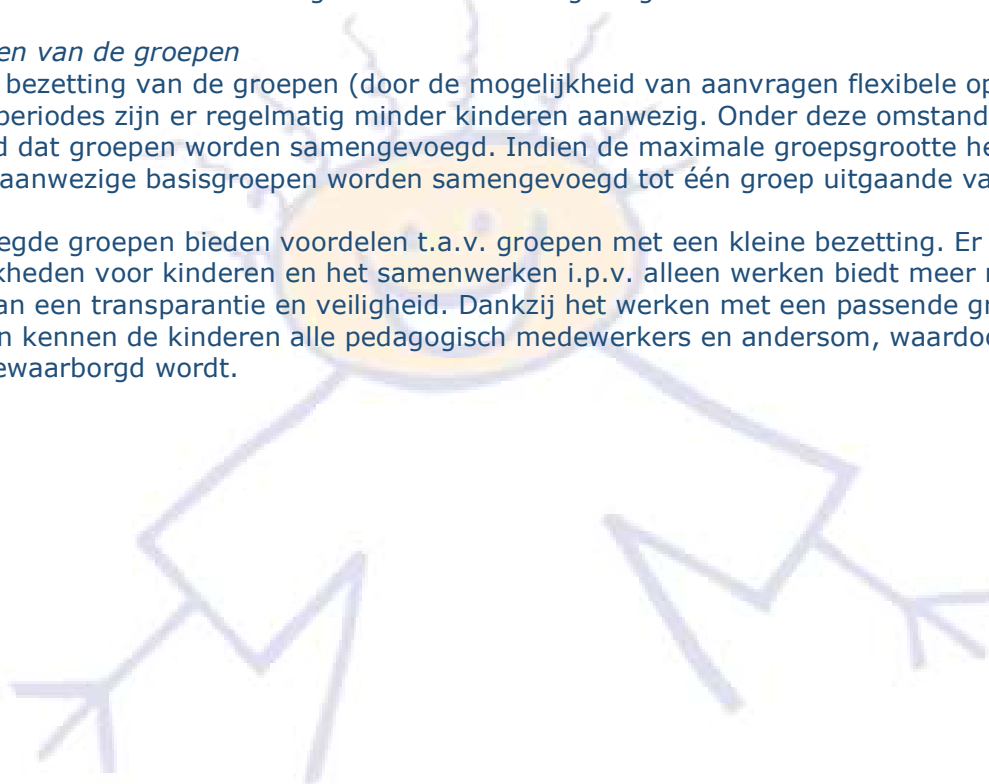 en van de groepen
bezetting van de groepen (door de mogelijkheid van aanvragen flexibele op
periodes zijn er regelmatig minder kinderen aanwezig. Onder deze omstand
d dat groepen worden samengevoegd. Indien de maximale groepsgrootte he
aanwezige basisgroepen worden samengevoegd tot één groep uitgaande va
egde groepen bieden voordelen t.a.v. groepen met een kleine bezetting. Er
kheden voor kinderen en het samenwerken i.p.v. alleen werken biedt meer
an een transparantie en veiligheid. Dankzij het werken met een passende gr
n kennen de kinderen alle pedagogisch medewerkers en andersom, waardoo
ewaarborgd wordt.